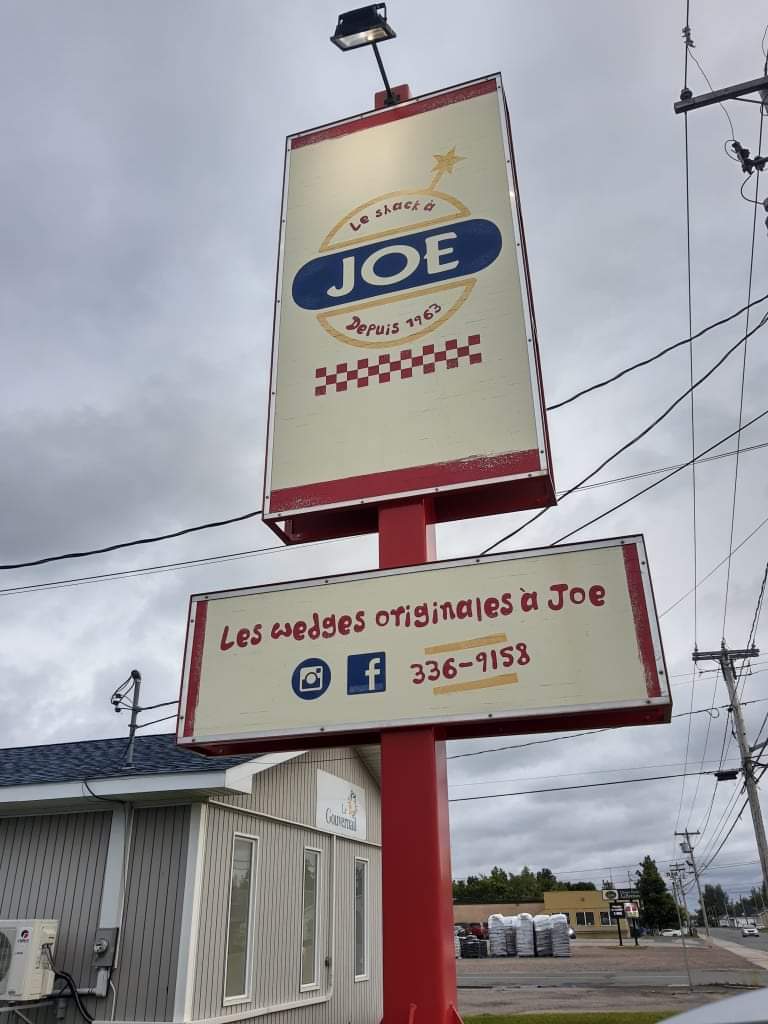 Le shack à
JOE
Depuis 1963
Les wedges originales à Joe
336-9158
Le
Gouvernail